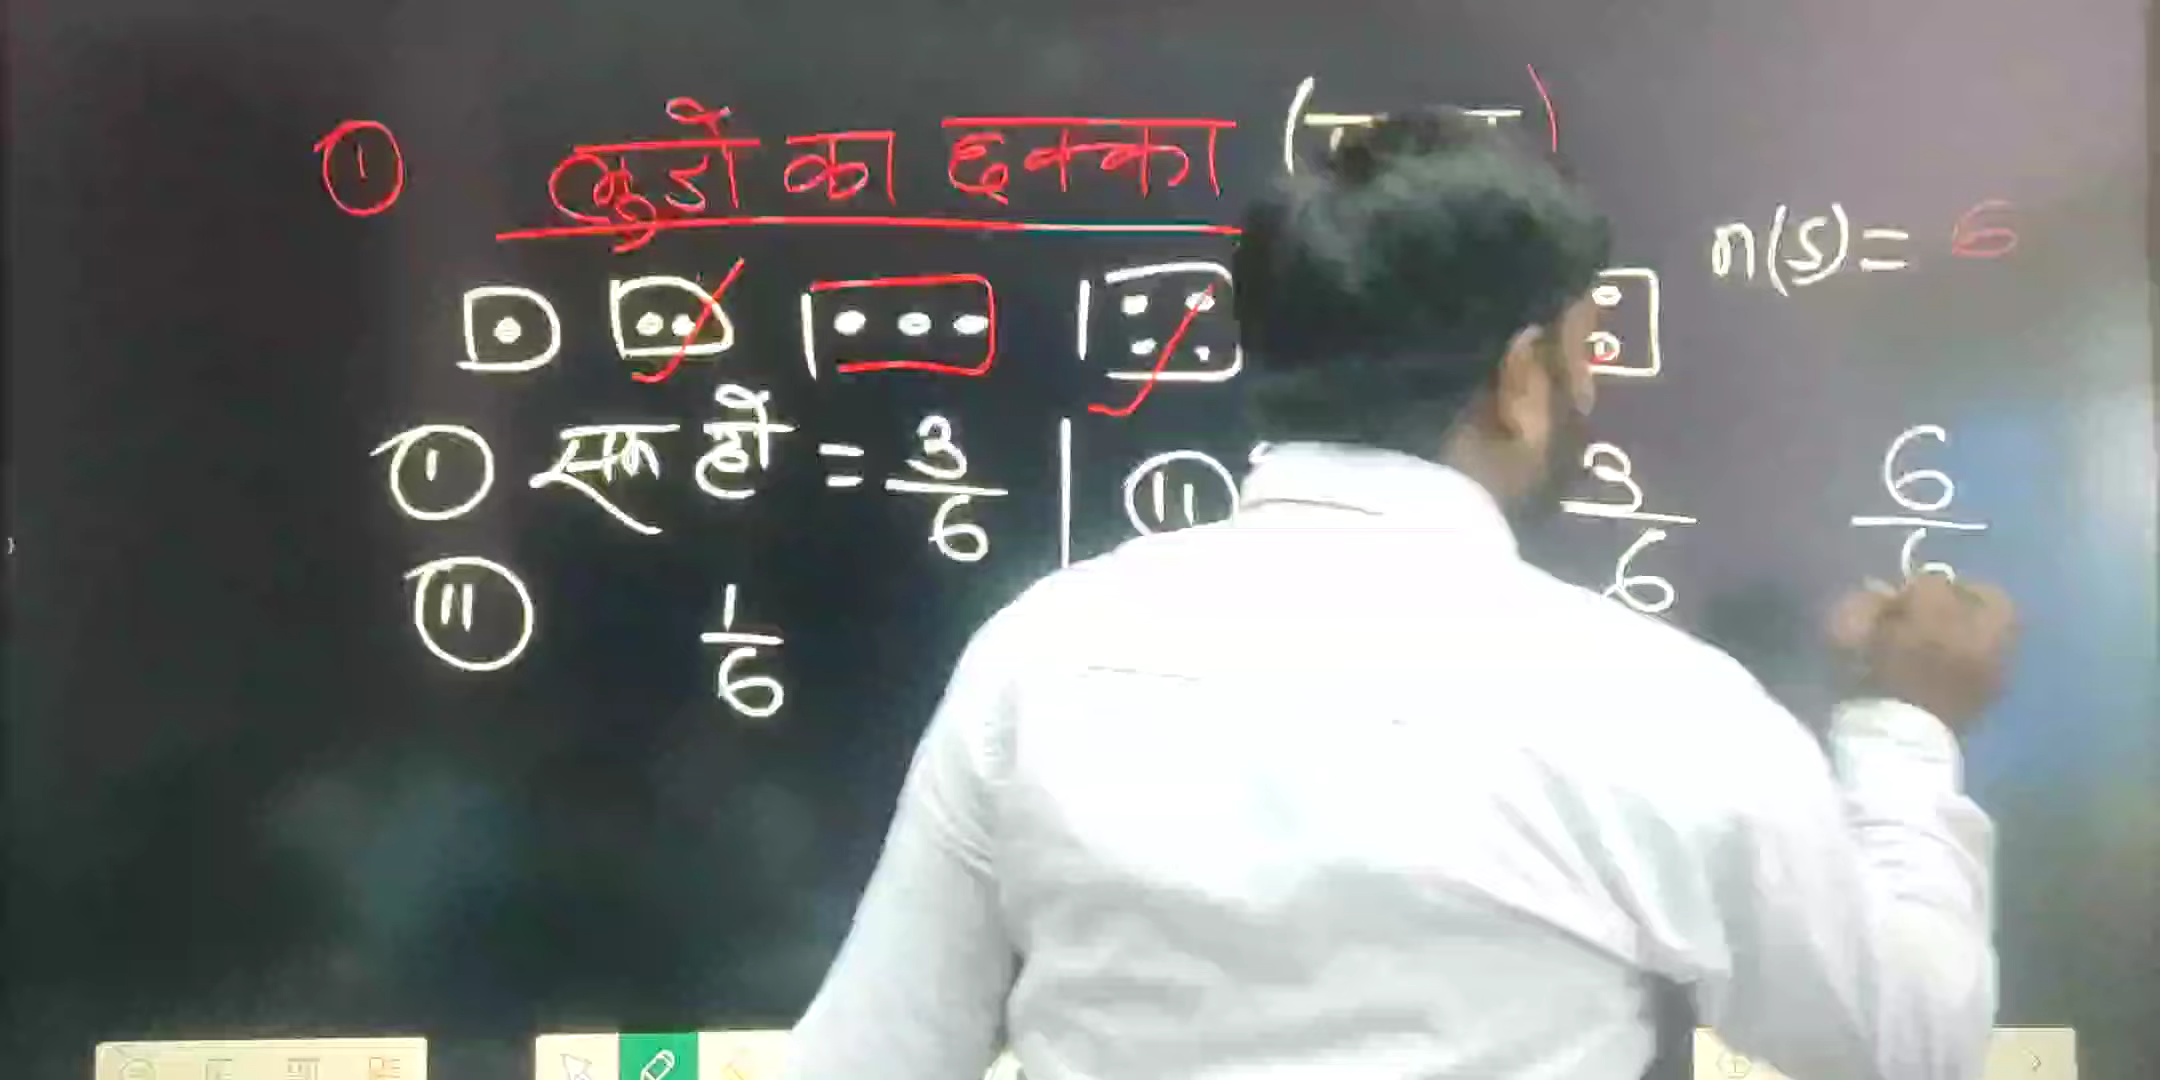 ① लुडो का छक्का (
n(S) = 6
① सम हो = 3/6 | ⑪ 3/6 6/6
⑪ 1/6